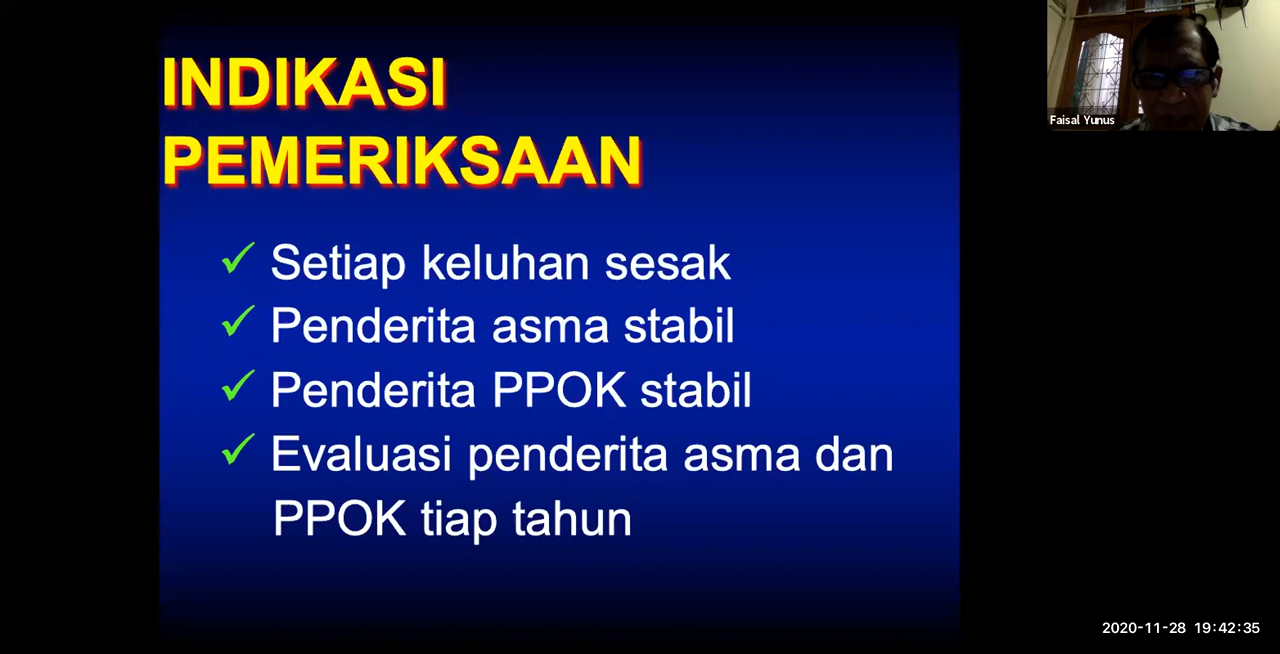 INDIKASI
PEMERIKSAAN
Setiap keluhan sesak
Penderita asma stabil
Penderita PPOK stabil
Evaluasi penderita asma dan
PPOK tiap tahun
Faisal Yunus
2020-11-28 19:42:35